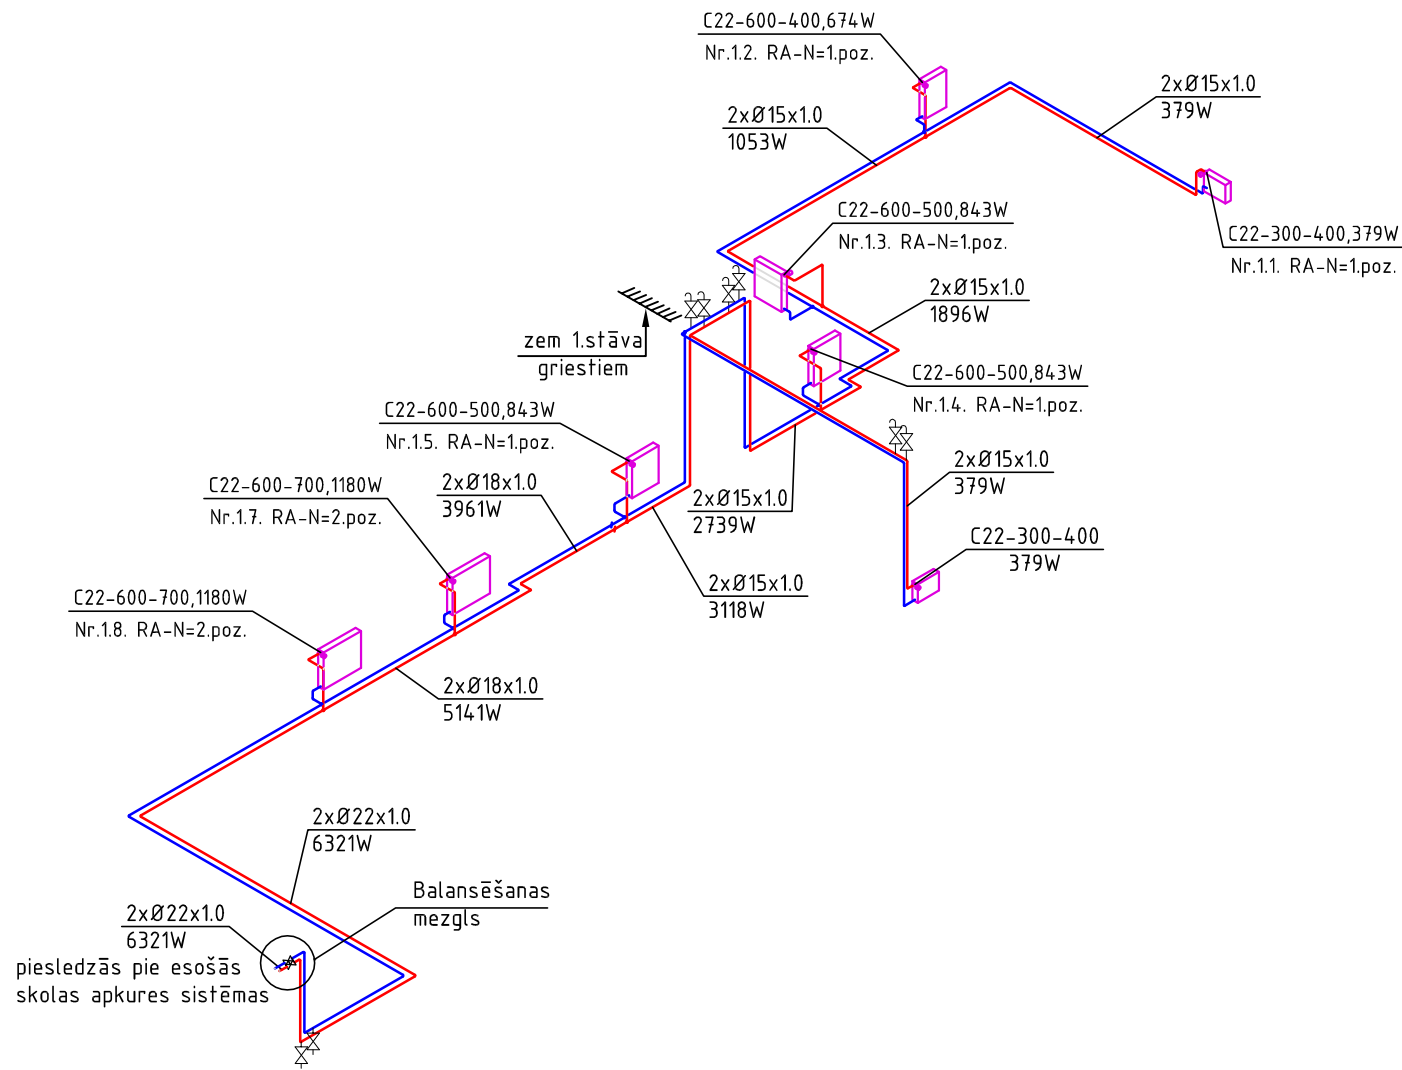 C22-600-400,674W
Nr.1.2. RA-N=1.poz.
2xØ15x1.0
379W
2xØ15x1.0
1053W
C22-600-500,843W
Nr.1.3. RA-N=1.poz.
C22-300-400,379W
Nr.1.1. RA-N=1.poz.
2xØ15x1.0
1896W
zem 1.stāva
griestiem
C22-600-500,843W
Nr.1.4. RA-N=1.poz.
C22-600-500,843W
Nr.1.5. RA-N=1.poz.
2xØ15x1.0
379W
C22-600-700,1180W
Nr.1.7. RA-N=2.poz.
2xØ18x1.0
3961W
2xØ15x1.0
2739W
C22-300-400
379W
2xØ15x1.0
3118W
C22-600-700,1180W
Nr.1.8. RA-N=2.poz.
2xØ18x1.0
5141W
2xØ22x1.0
6321W
Balansēšanas
mezgls
2xØ22x1.0
6321W
piesledzās pie esošās
skolas apkures sistēmas